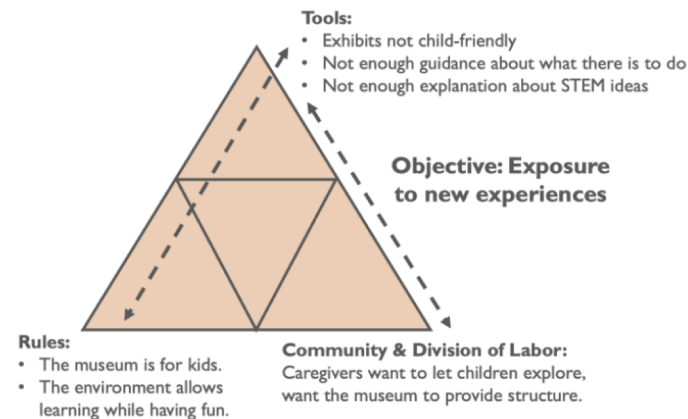 Tools:
• Exhibits not child-friendly
• Not enough guidance about what there is to do
• Not enough explanation about STEM ideas
Objective: Exposure
to new experiences
Rules:
• The museum is for kids.
• The environment allows
learning while having fun.
Community & Division of Labor:
Caregivers want to let children explore,
want the museum to provide structure.